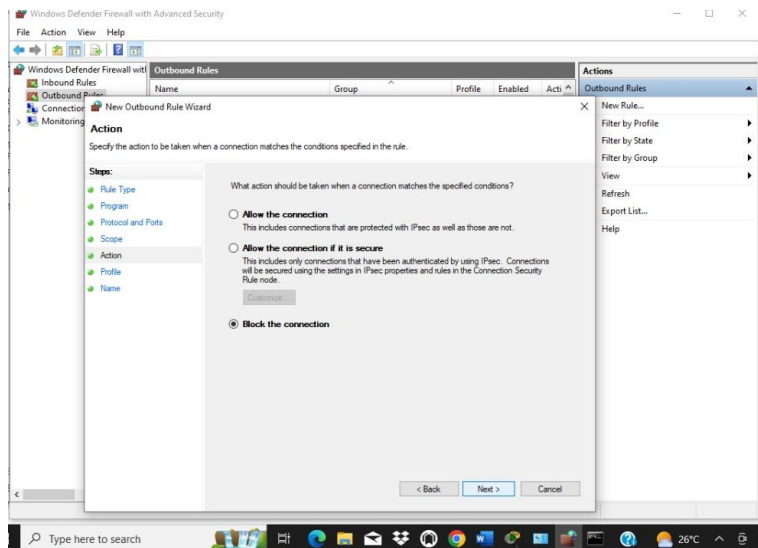 Windows Defender Firewall with Advanced Security
File Action View Help
Windows Defender Firewall witl
Inbound Rules
Outbound Rules
Connection
Monitoring
Outbound Rules
Name Group Profile Enabled Acti
Actions
Outbound Rules
New Rule...
Filter by Profile
Filter by State
Filter by Group
View
Refresh
Export List...
Help
New Outbound Rule Wizard
Action
Specify the action to be taken when a connection matches the conditions specified in the rule.
Steps:
Rule Type
Program
Protocol and Ports
Scope
Action
Profile
Name
What action should be taken when a connection matches the specified conditions?
Allow the connection
This includes connections that are protected with IPsec as well as those are not.
Allow the connection if it is secure
This includes only connections that have been authenticated by using IPsec. Connections
will be secured using the settings in IPsec properties and rules in the Connection Security
Rule node.
Customize...
Block the connection
< Back Next > Cancel
Type here to search
26°C